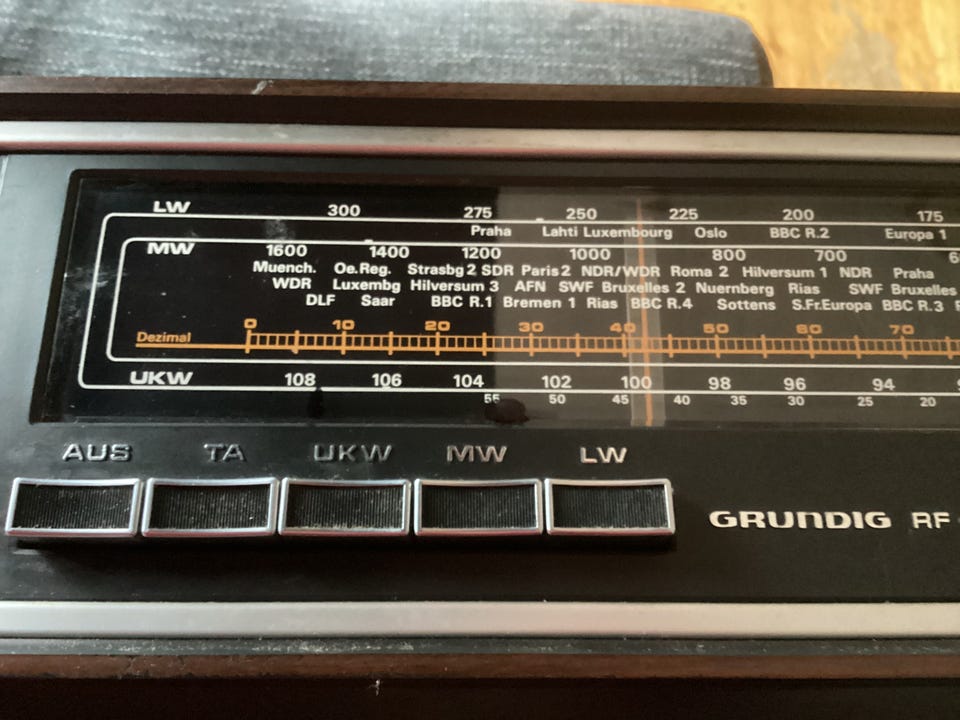 LW 300 275 250 225 200 175
Praha Lahti Luxembourg Oslo BBC R.2 Europa 1
MW 1600 1400 1200 1000 800 700 6
Muench. Oe.Reg. Strasbg 2 SDR Paris 2 NDR/WDR Roma 2 Hilversum 1 NDR Praha
WDR Luxembg Hilversum 3 AFN SWF Bruxelles 2 Nuernberg Rias SWF Bruxelles
DLF Saar BBC R.1 Bremen 1 Rias BBC R.4 Sottens S.Fr.Europa BBC R.3
0 10 20 30 40 50 60 70
Dezimal
UKW 108 106 104 102 100 98 96 94
55 50 45 40 35 30 25 20
AUS TA UKW MW LW
GRUNDIG RF